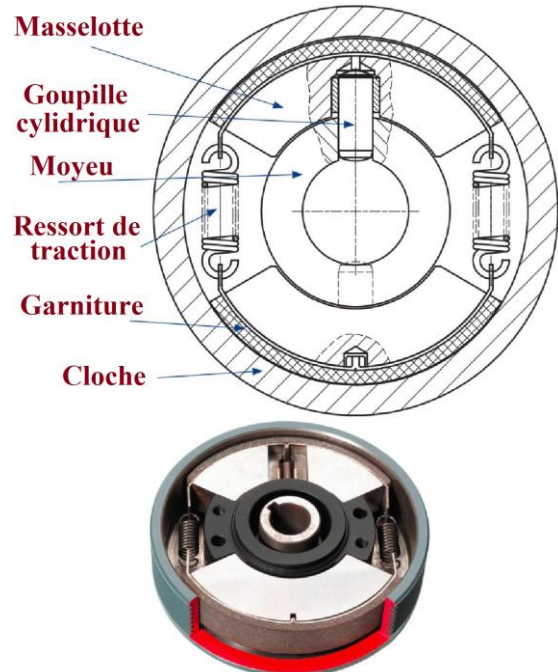 Masselotte
Goupille
cylidrique
Moyeu
Ressort de
traction
Garniture
Cloche